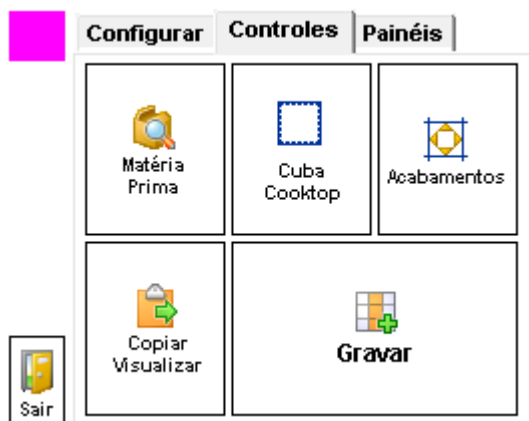 Configurar
Controles
Painéis
Matéria
Prima
Cuba
Cooktop
Acabamentos
Copiar
Visualizar
Gravar
Sair